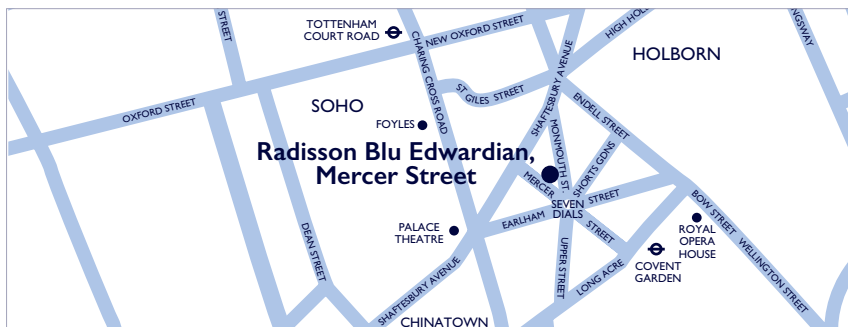 STREET
TOTTENHAM
COURT ROAD
NEW OXFORD STREET
HIGH HOL
NGSWAY
HOLBORN
CHARING CROSS ROAD
SHAFTESBURY AVENUE
ST GILES STREET
OXFORD STREET
SOHO
FOYLES
ENDELL STREET
MONMOUTH ST.
SHORTS GDNS
Radisson Blu Edwardian,
Mercer Street
MERCER
STREET
SEVEN
DIALS
EARLHAM
STREET
PALACE
THEATRE
DEAN STREET
UPPER STREET
BOW STREET
ROYAL
OPERA
HOUSE
WELLINGTON STREET
COVENT
GARDEN
LONG ACRE
SHAFTESBURY AVENUE
CHINATOWN